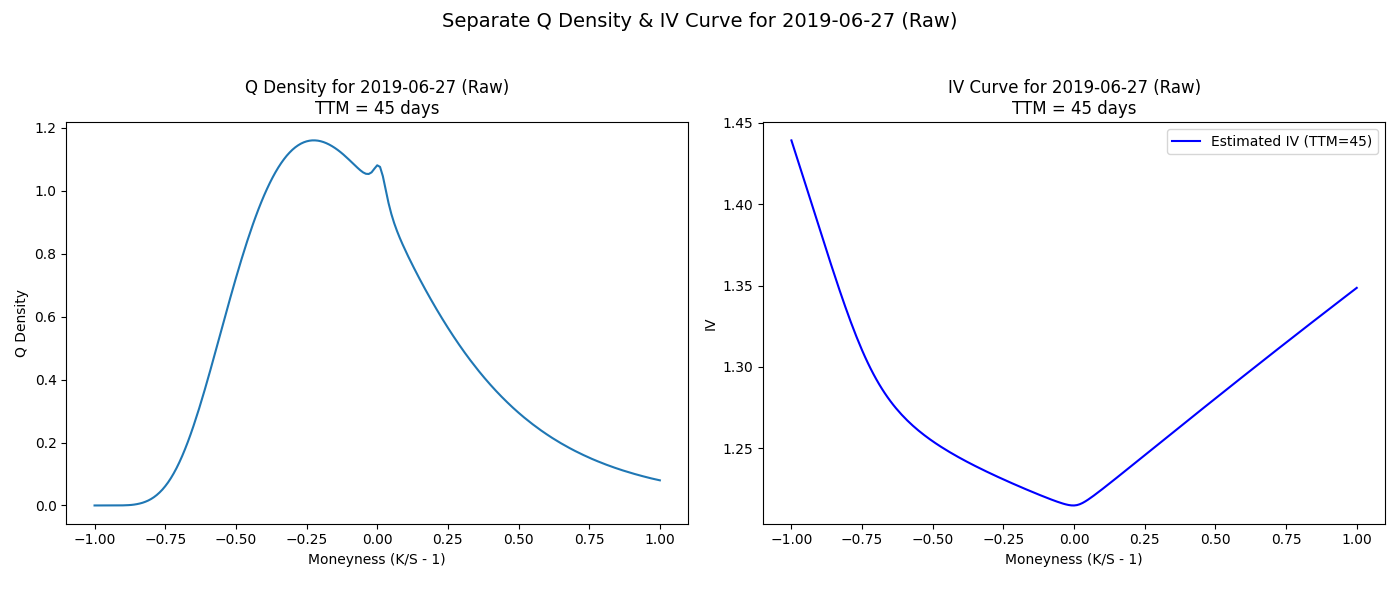 Separate Q Density & IV Curve for 2019-06-27 (Raw)
Q Density for 2019-06-27 (Raw)
TTM = 45 days
1.2
1.0
0.8
0.6
0.4
0.2
0.0
Q Density
−1.00 −0.75 −0.50 −0.25 0.00 0.25 0.50 0.75 1.00
Moneyness (K/S - 1)
IV Curve for 2019-06-27 (Raw)
TTM = 45 days
Estimated IV (TTM=45)
1.45
1.40
1.35
1.30
1.25
IV
−1.00 −0.75 −0.50 −0.25 0.00 0.25 0.50 0.75 1.00
Moneyness (K/S - 1)